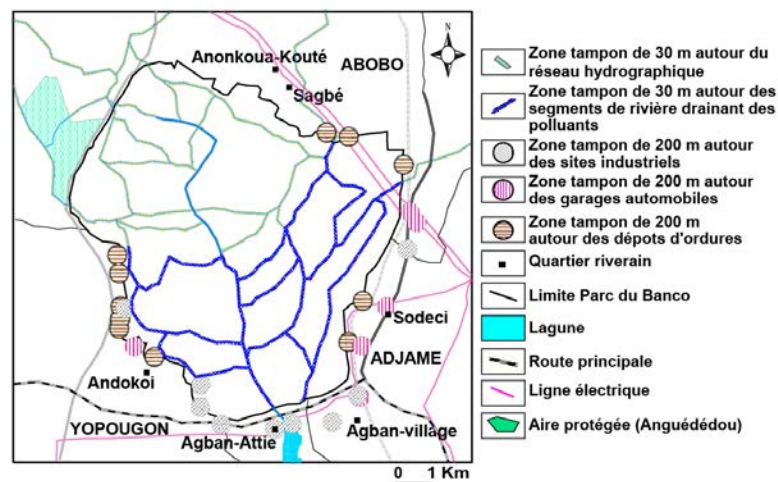 N
Anonkoua-Kouté
ABOBO
Sagbé
Sodeci
ADJAME
Andokoi
YOPOUGON
Agban-Attie
Agban-village
0 1 Km
Zone tampon de 30 m autour du
réseau hydrographique
Zone tampon de 30 m autour des
segments de rivière drainant des
polluants
Zone tampon de 200 m autour
des sites industriels
Zone tampon de 200 m autour
des garages automobiles
Zone tampon de 200 m
autour des dépots d'ordures
Quartier riverain
Limite Parc du Banco
Lagune
Route principale
Ligne électrique
Aire protégée (Anguédédou)